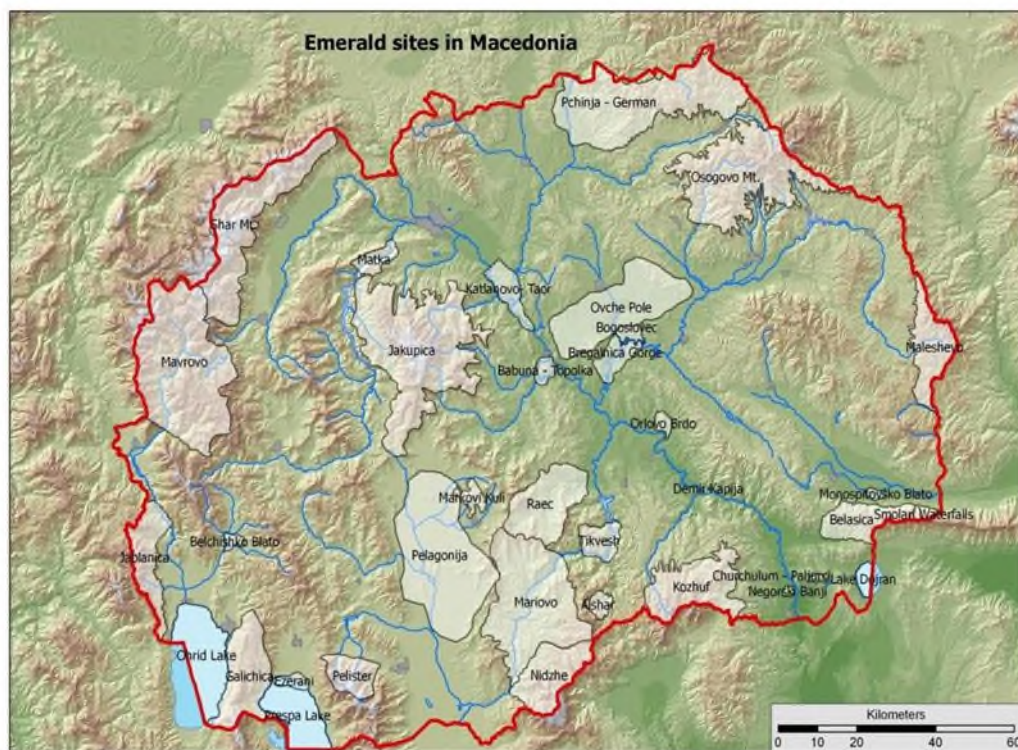 Emerald sites in Macedonia
Pchinja - German
Osogovo Mt.
Shar Mt.
Matka
Katlanovo- Taor
Ovche Pole
Bogoslovec
Bregalnica Gorge
Maleshevo
Mavrovo
Jakupica
Babuna - Topolka
Orlovo Brdo
Markovi Kuli
Raec
Demir Kapija
Monospitovsko Blato
Smolari Waterfalls
Belasica
Belchishko Blato
Jablanica
Pelagonija
Tikvesh
Mariovo
Alshar
Kozhuf
Churchulum -
Lake Dojran
Negorski Banji
Ohrid Lake
Galichica
Ezerani
Pelister
Nidzhe
Prespa Lake
Kilometers
0 10 20 40 60